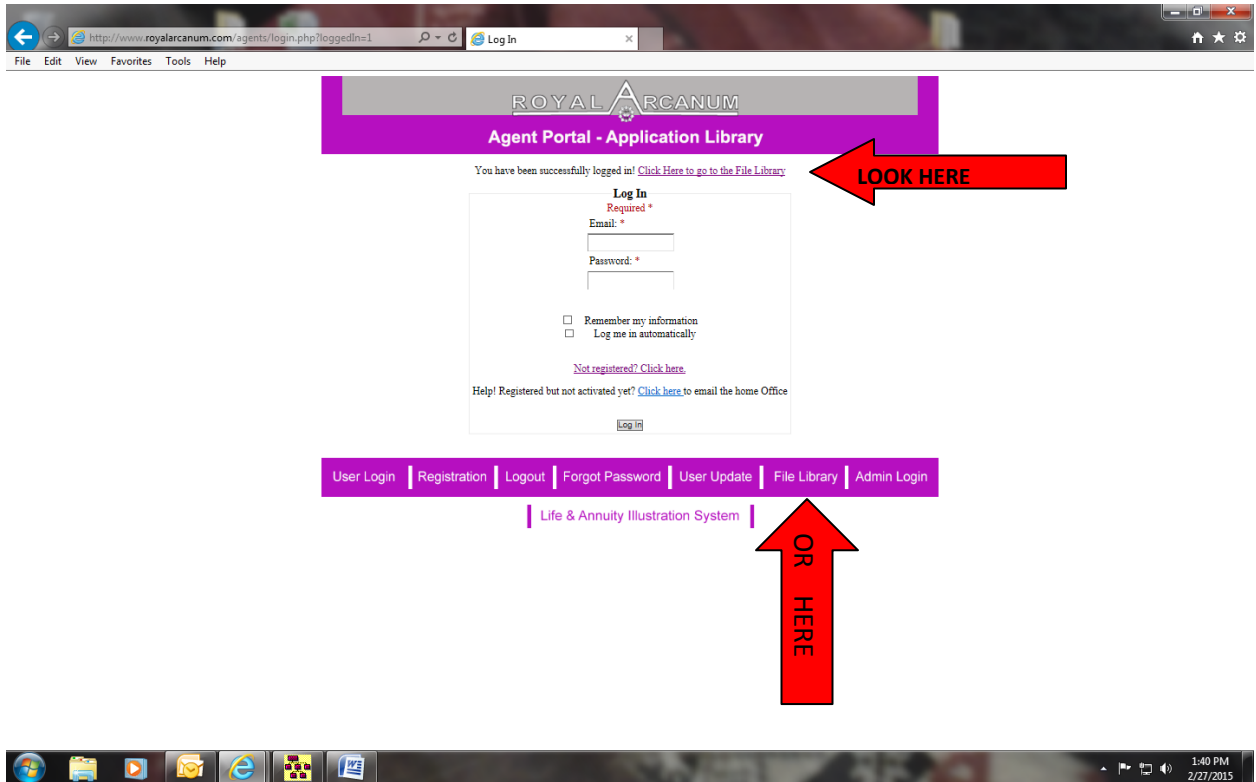 http://www.royalarcanum.com/agents/login.php?loggedIn=1
Log In
File Edit View Favorites Tools Help
ROYAL ARCANUM
Agent Portal - Application Library
You have been successfully logged in! Click Here to go to the File Library
LOOK HERE
Log In
Required *
Email: *
Password: *
Remember my information
Log me in automatically
Not registered? Click here.
Help! Registered but not activated yet? Click here to email the home Office
Log In
User Login Registration Logout Forgot Password User Update File Library Admin Login
Life & Annuity Illustration System
OR HERE
1:40 PM
2/27/2015